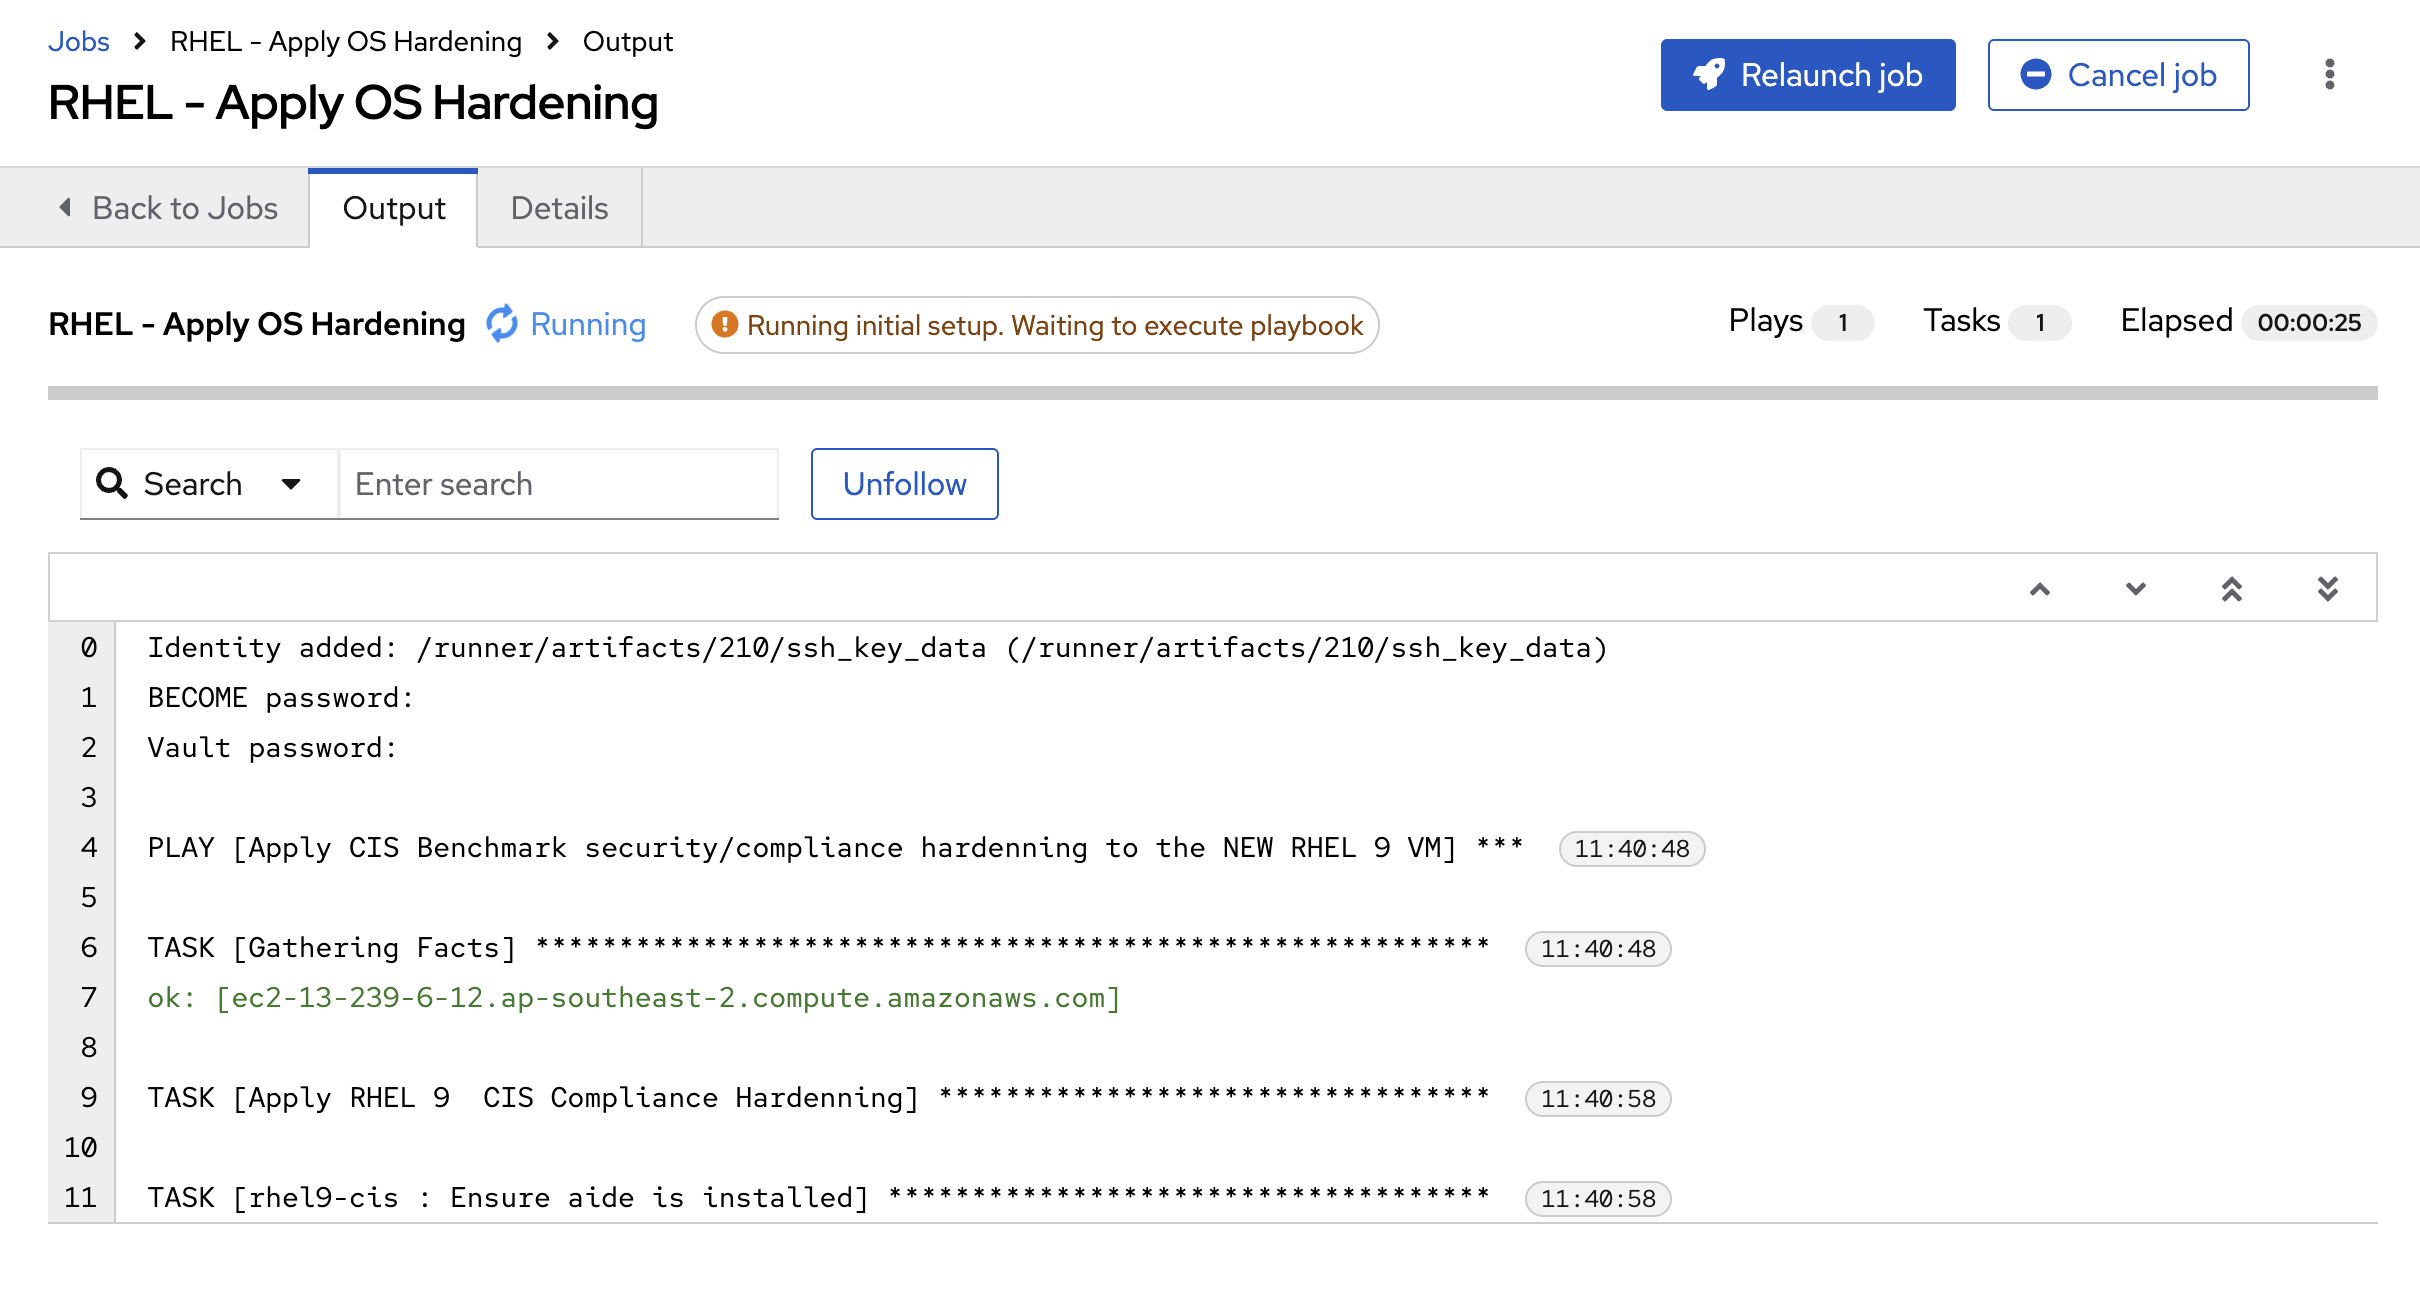 Jobs > RHEL - Apply OS Hardening > Output
RHEL - Apply OS Hardening
Relaunch job
Cancel job
Back to Jobs
Output
Details
RHEL - Apply OS Hardening Running Running initial setup. Waiting to execute playbook Plays 1 Tasks 1 Elapsed 00:00:25
Search Enter search Unfollow
0 Identity added: /runner/artifacts/210/ssh_key_data (/runner/artifacts/210/ssh_key_data)
1 BECOME password:
2 Vault password:
3
4 PLAY [Apply CIS Benchmark security/compliance hardenning to the NEW RHEL 9 VM] *** 11:40:48
5
6 TASK [Gathering Facts] ********************************************************* 11:40:48
7 ok: [ec2-13-239-6-12.ap-southeast-2.compute.amazonaws.com]
8
9 TASK [Apply RHEL 9  CIS Compliance Hardenning] ********************************* 11:40:58
10
11 TASK [rhel9-cis : Ensure aide is installed] ************************************ 11:40:58